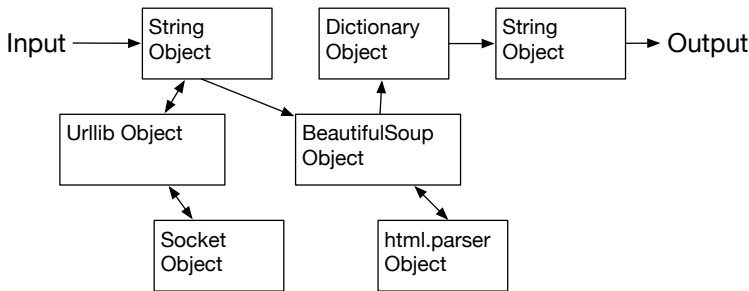 Input
String
Object
Dictionary
Object
String
Object
Output
Urllib Object
BeautifulSoup
Object
Socket
Object
html.parser
Object